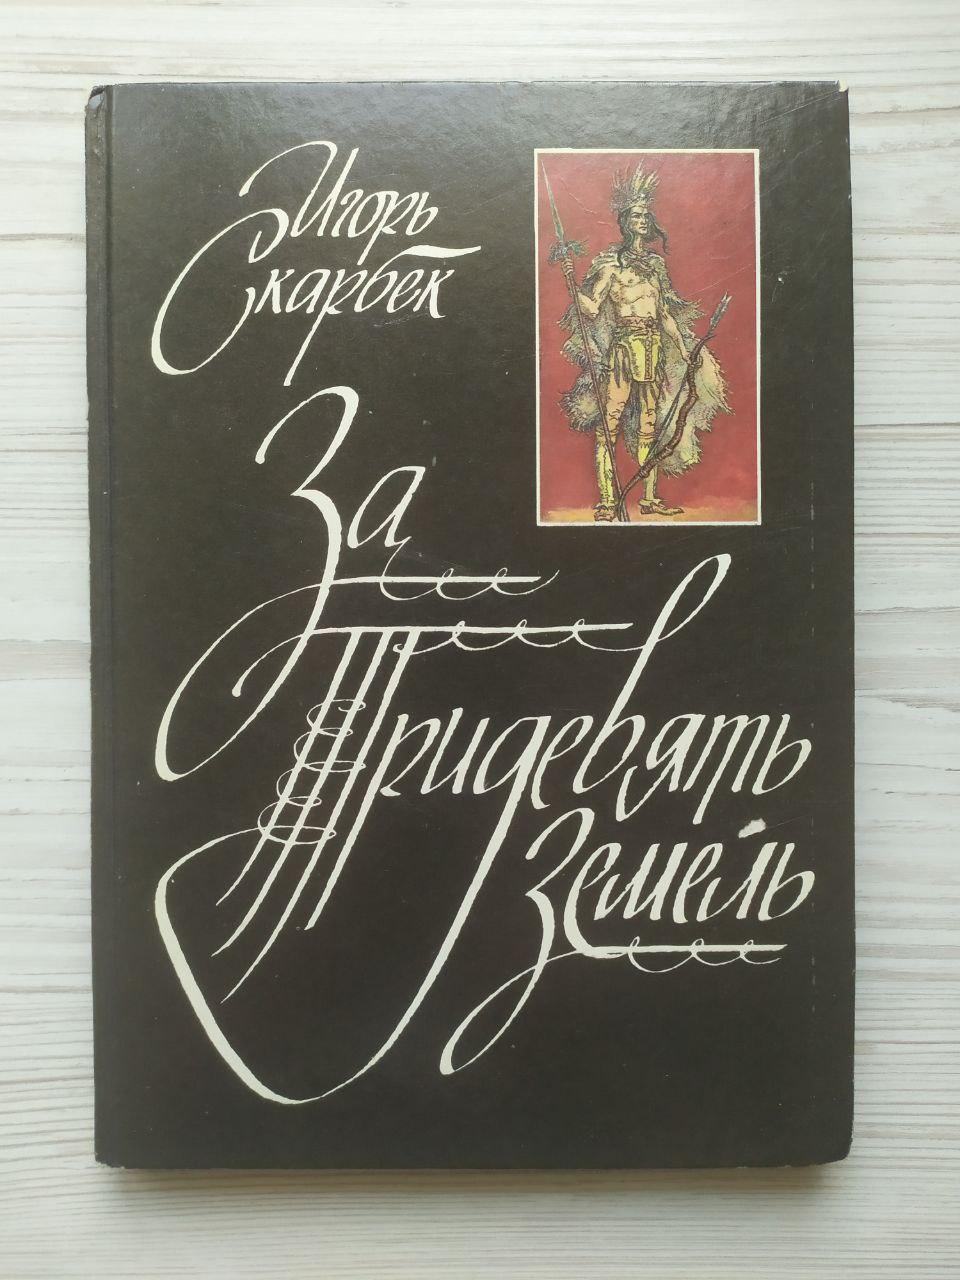 Игорь
Скарбек
За
Тридевять
Земель